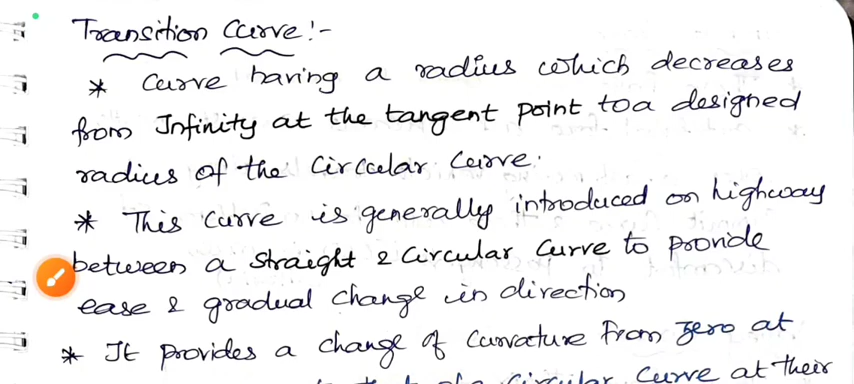 Transition Curve :-
* Curve having a radius which decreases
from Infinity at the tangent point to a designed
radius of the Circular Curve.
* This curve is generally introduced on highway
between a straight & Circular Curve to provide
ease & gradual change in direction
* It provides a change of Curvature from zero at
of a Circular Curve at their